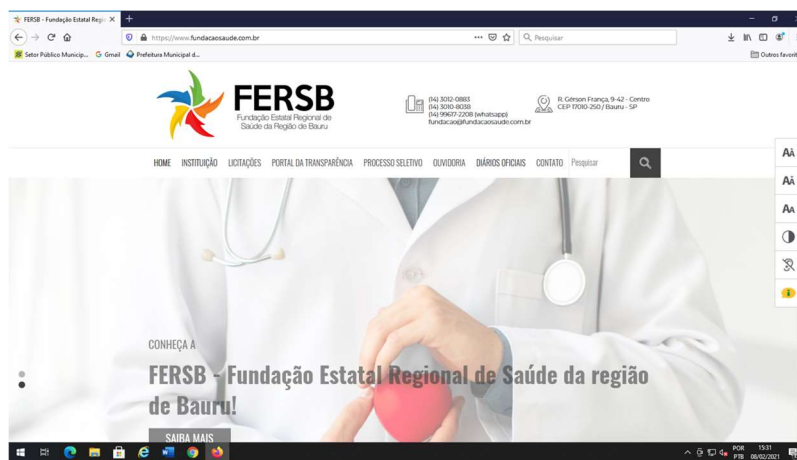 FERSB - Fundação Estatal Regio
https://www.fundacaosaude.com.br
Pesquisar
Setor Público Municip...
Gmail
Prefeitura Municipal d...
Outros favorit
FERSB
Fundação Estatal Regional de
Saúde da Região de Bauru
(14) 3012-0883
(14) 3010-8038
(14) 99677-2208 (whatsapp)
fundacao@fundacaosaude.com.br
R. Gérson França, 9-42 - Centro
CEP 17010-250 / Bauru - SP
HOME INSTITUIÇÃO LICITAÇÕES PORTAL DA TRANSPARÊNCIA PROCESSO SELETIVO OUVIDORIA DIÁRIOS OFICIAIS CONTATO Pesquisar
CONHEÇA A
FERSB - Fundação Estatal Regional de Saúde da região
de Bauru!
SAIBA MAIS
POR 15:31
PTB 08/02/2021